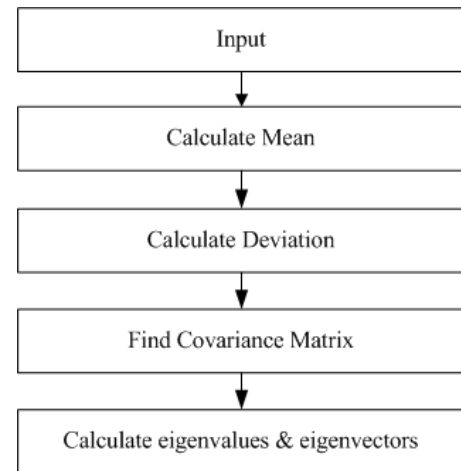 Input
Calculate Mean
Calculate Deviation
Find Covariance Matrix
Calculate eigenvalues & eigenvectors